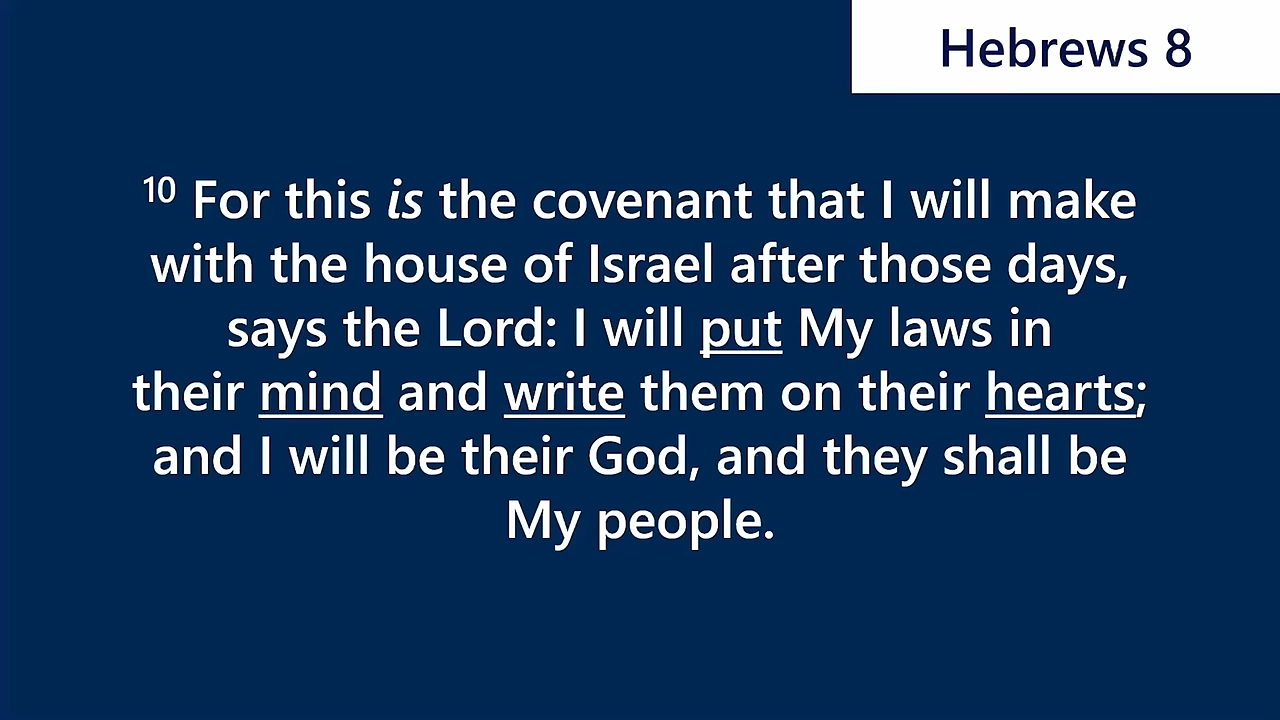 Hebrews 8
10 For this is the covenant that I will make
with the house of Israel after those days,
says the Lord: I will put My laws in
their mind and write them on their hearts;
and I will be their God, and they shall be
My people.